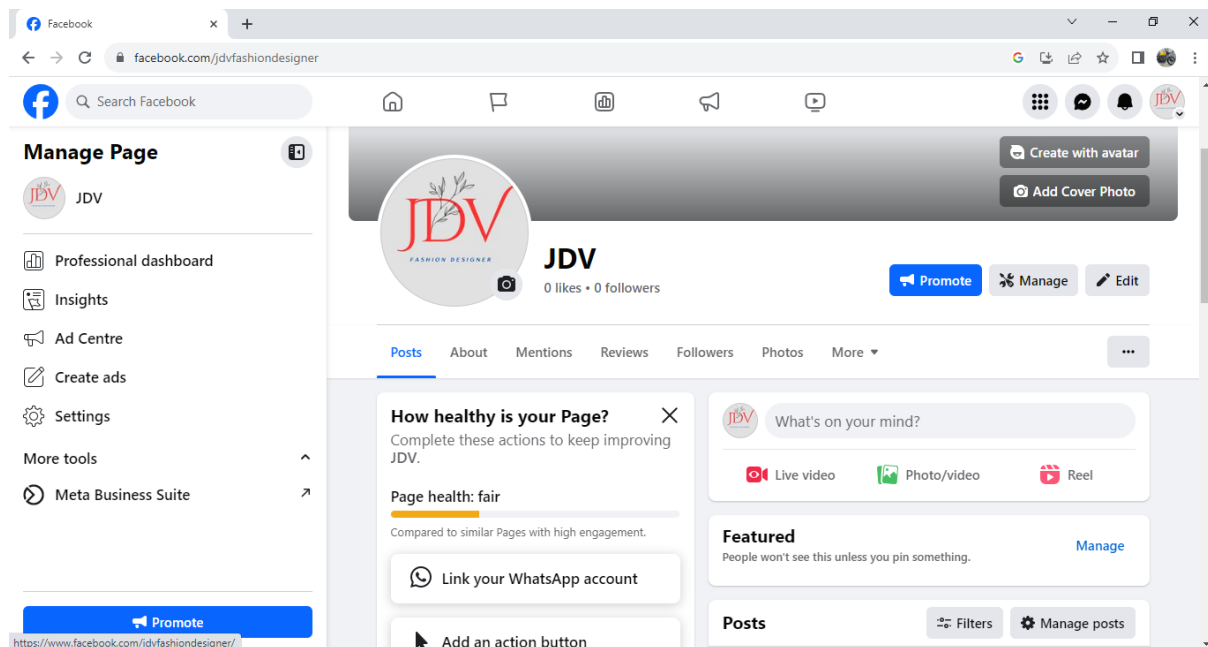 Facebook
facebook.com/jdvfashiondesigner
Search Facebook
Manage Page
JDV
Professional dashboard
Insights
Ad Centre
Create ads
Settings
More tools
Meta Business Suite
Promote
https://www.facebook.com/jdvfashiondesigner/
Create with avatar
Add Cover Photo
JDV
FASHION DESIGNER
JDV
0 likes • 0 followers
Promote
Manage
Edit
Posts About Mentions Reviews Followers Photos More
How healthy is your Page?
Complete these actions to keep improving
JDV.
Page health: fair
Compared to similar Pages with high engagement.
Link your WhatsApp account
Add an action button
JDV
What's on your mind?
Live video Photo/video Reel
Featured
People won't see this unless you pin something.
Manage
Posts
Filters
Manage posts